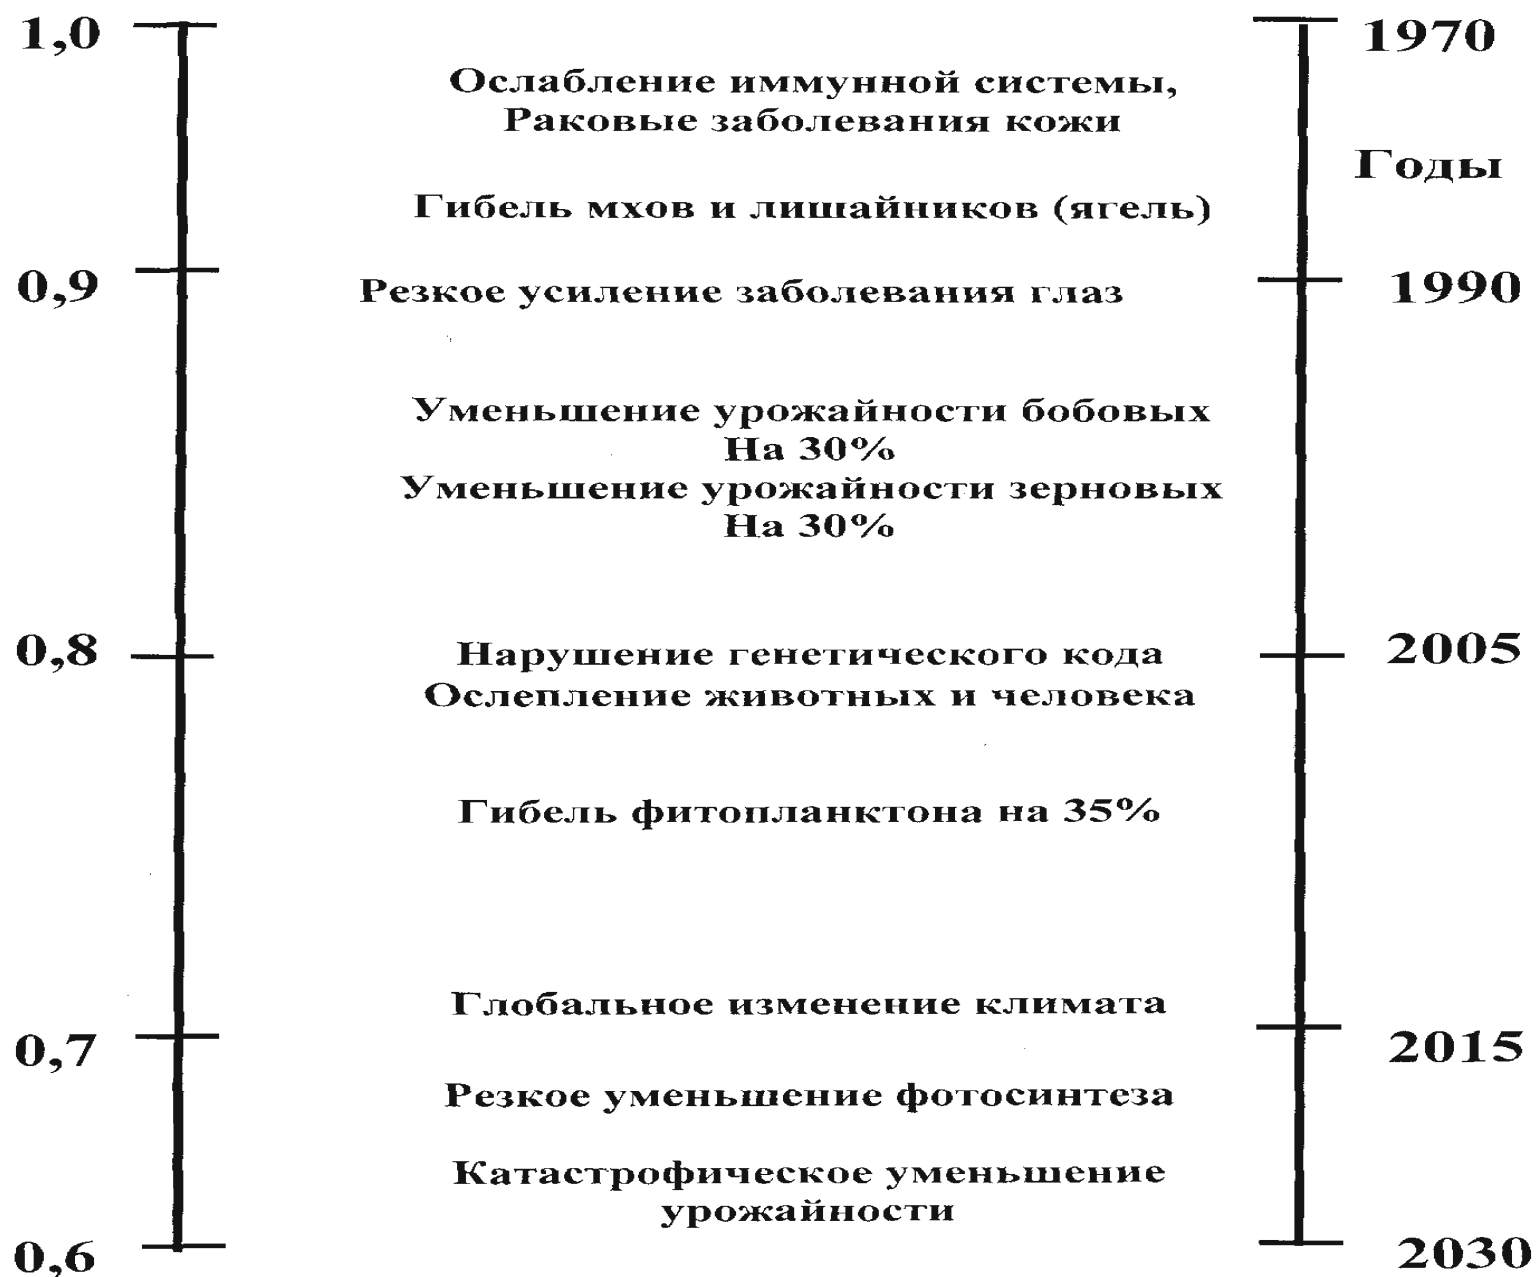 1,0
1970
Ослабление иммунной системы,
Раковые заболевания кожи
Годы
Гибель мхов и лишайников (ягель)
0,9
Резкое усиление заболевания глаз
1990
Уменьшение урожайности бобовых
На 30%
Уменьшение урожайности зерновых
На 30%
0,8
Нарушение генетического кода
2005
Ослепление животных и человека
Гибель фитопланктона на 35%
Глобальное изменение климата
0,7
2015
Резкое уменьшение фотосинтеза
Катастрофическое уменьшение
урожайности
0,6
2030